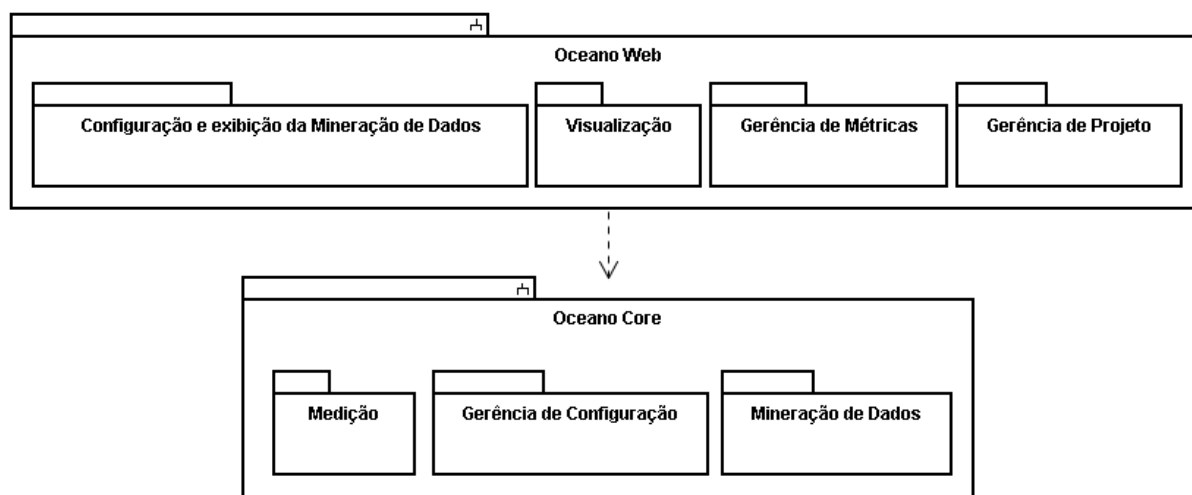 Oceano Web
Configuração e exibição da Mineração de Dados
Visualização
Gerência de Métricas
Gerência de Projeto
Oceano Core
Medição
Gerência de Configuração
Mineração de Dados